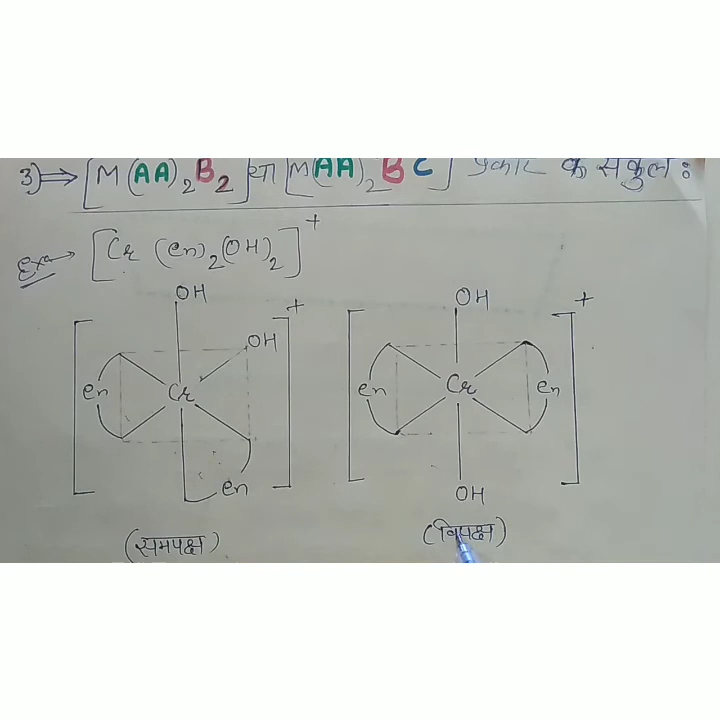 3)⇒ [M(AA)₂B₂] या [M(AA)₂BC] प्रकार के संकुल:
Ex→ [Cr(en)₂(OH)₂]⁺
OH
OH
+
en
Cr
en
(समपक्ष)
OH
+
en
Cr
en
OH
(विपक्ष)